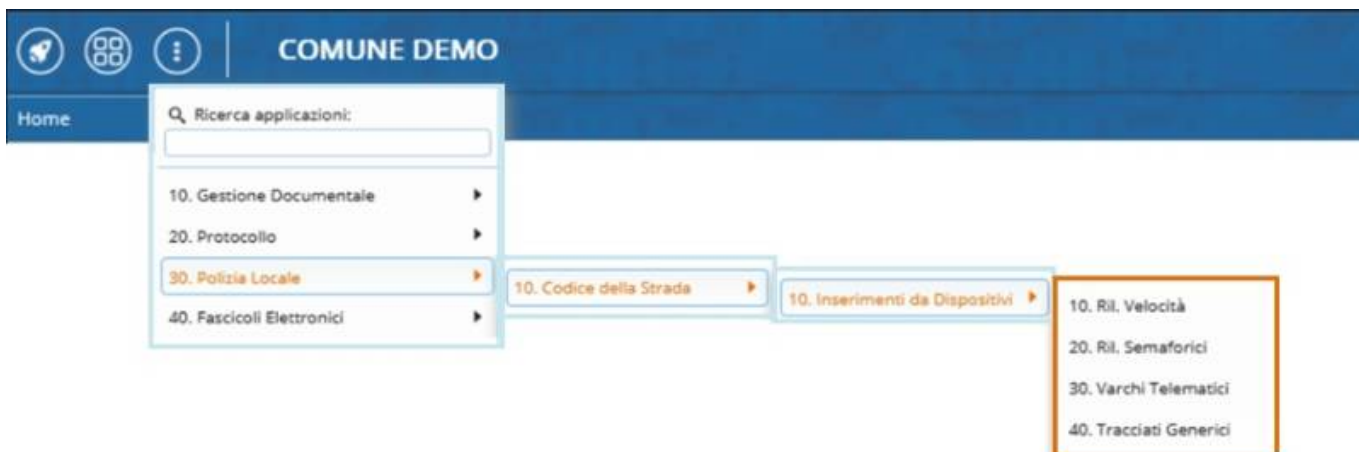 COMUNE DEMO
Home
Ricerca applicazioni:
10. Gestione Documentale
20. Protocollo
30. Polizia Locale
40. Fascicoli Elettronici
10. Codice della Strada
10. Inserimenti da Dispositivi
10. Ril. Velocità
20. Ril. Semaforici
30. Varchi Telematici
40. Tracciati Generici